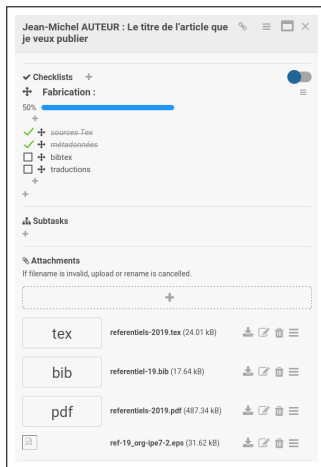 Jean-Michel AUTEUR : Le titre de l'article que
je veux publier
Checklists
Fabrication :
50%
sources Tex
métadonnées
bibtex
traductions
Subtasks
Attachments
If filename is invalid, upload or rename is cancelled.
tex referentiels-2019.tex (24.01 kB)
bib referentiel-19.bib (17.64 kB)
pdf referentiels-2019.pdf (487.34 kB)
ref-19_org-ipe7-2.eps (31.62 kB)